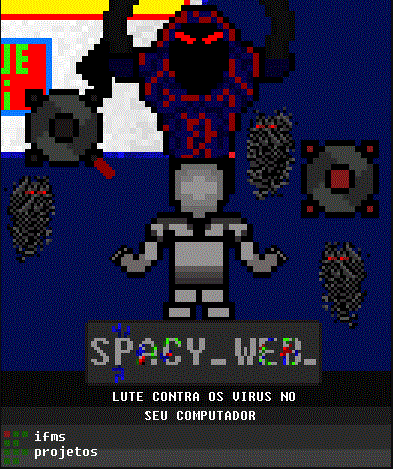 SPACY_WEB_
LUTE CONTRA OS VIRUS NO
SEU COMPUTADOR
ifms
projetos